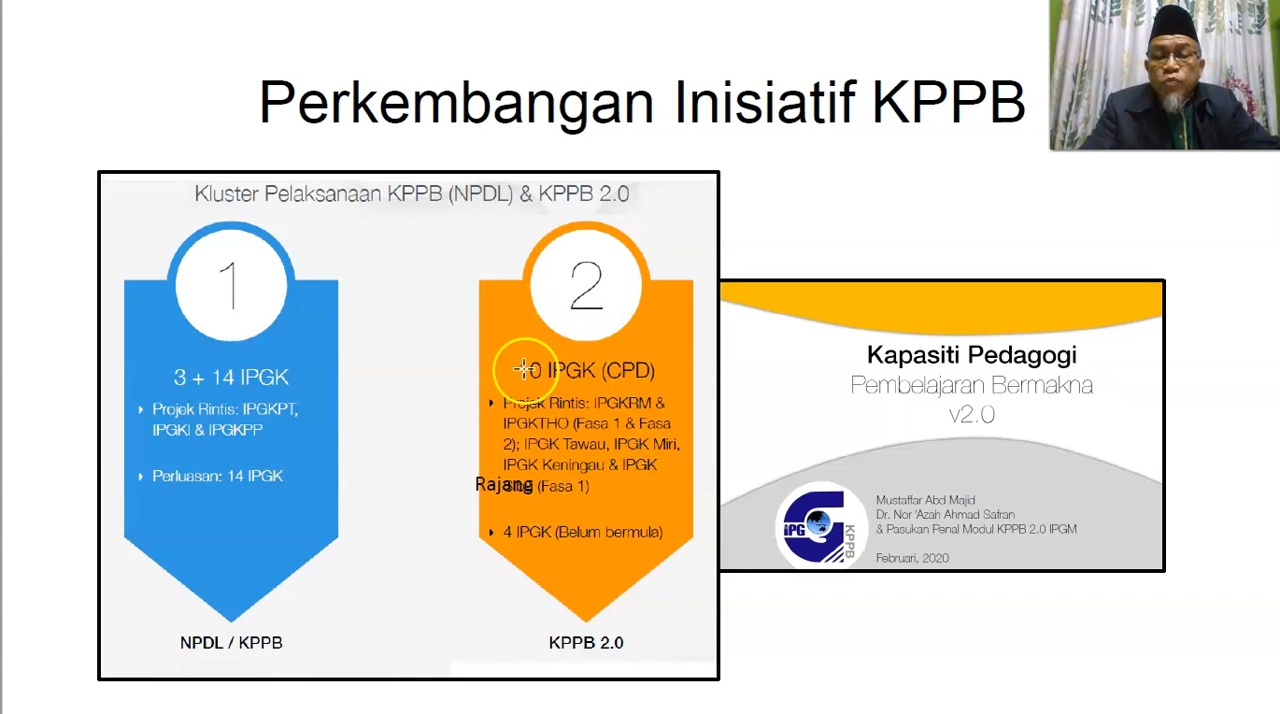 Perkembangan Inisiatif KPPB
Kluster Pelaksanaan KPPB (NPDL) & KPPB 2.0
1
3 + 14 IPGK
Projek Rintis: IPGKPT,
IPGKI & IPGKPP
Perluasan: 14 IPGK
NPDL / KPPB
2
0 IPGK (CPD)
Projek Rintis: IPGKRM &
IPGKTHO (Fasa 1 & Fasa
2); IPGK Tawau, IPGK Miri,
IPGK Keningau & IPGK
Rajang (Fasa 1)
4 IPGK (Belum bermula)
KPPB 2.0
Kapasiti Pedagogi
Pembelajaran Bermakna
v2.0
iPG
KPPB
Mustaffar Abd Majid
Dr. Nor 'Azah Ahmad Safran
& Pasukan Penal Modul KPPB 2.0 IPGM
Februari, 2020